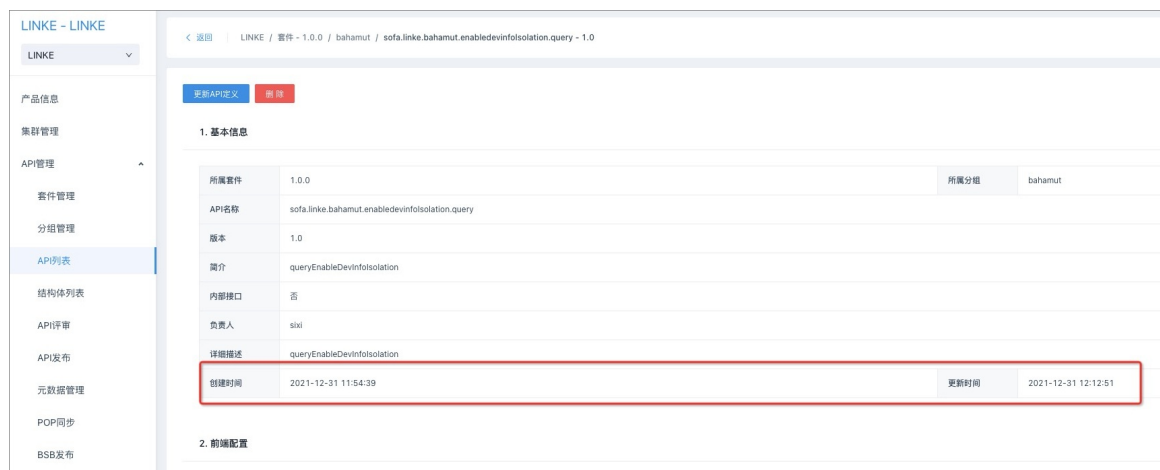 LINKE - LINKE
LINKE
产品信息
集群管理
API管理
套件管理
分组管理
API列表
结构体列表
API评审
API发布
元数据管理
POP同步
BSB发布
< 返回 LINKE / 套件 - 1.0.0 / bahamut / sofa.linke.bahamut.enabledevinfolsolation.query - 1.0
更新API定义 删 除
1. 基本信息
所属套件 1.0.0 所属分组 bahamut
API名称 sofa.linke.bahamut.enabledevinfolsolation.query
版本 1.0
简介 queryEnableDevInfoIsolation
内部接口 否
负责人 sixi
详细描述 queryEnableDevInfoIsolation
创建时间 2021-12-31 11:54:39 更新时间 2021-12-31 12:12:51
2. 前端配置